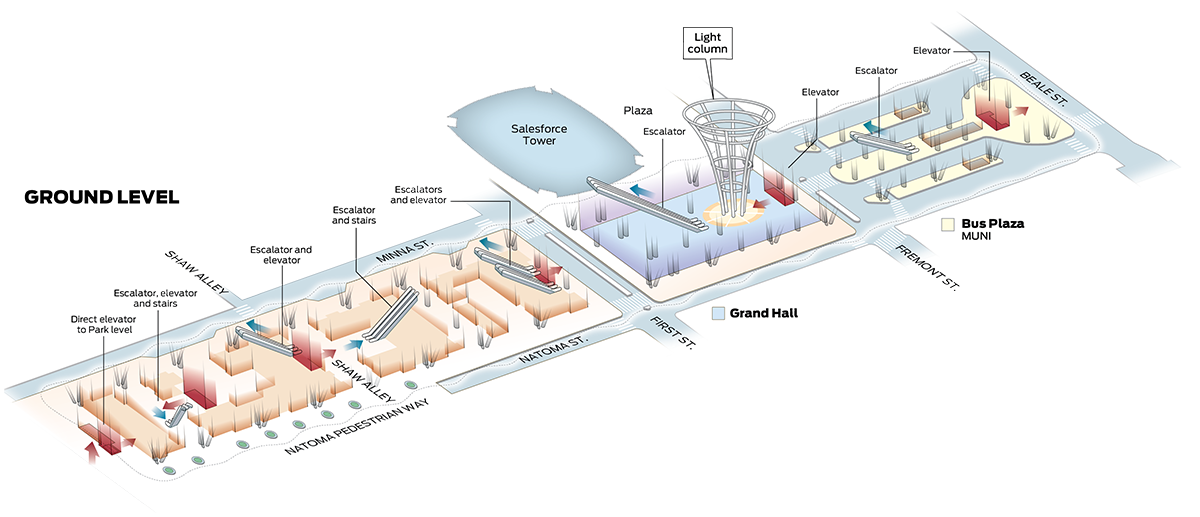 Light
column
Elevator
Escalator
BEALE ST.
Elevator
Plaza
Escalator
Salesforce
Tower
GROUND LEVEL
Escalators
and elevator
Escalator
and stairs
Bus Plaza
MUNI
MINNA ST.
Escalator and
elevator
FREMONT ST.
SHAW ALLEY
Escalator, elevator
and stairs
Direct elevator
to Park level
Grand Hall
FIRST ST.
NATOMA ST.
SHAW ALLEY
NATOMA PEDESTRIAN WAY